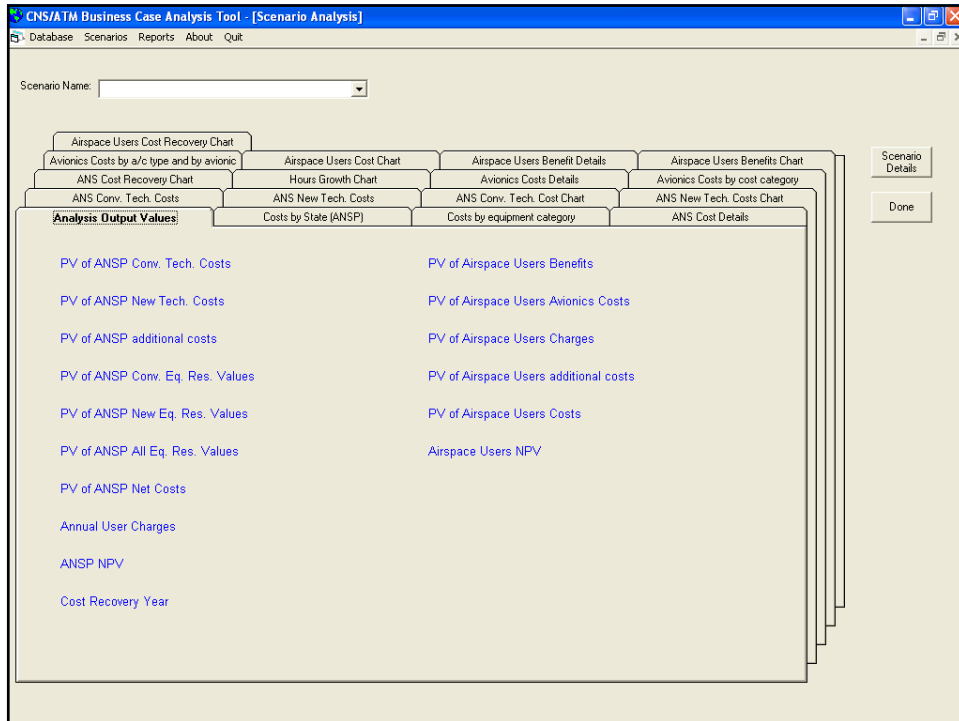 CNS/ATM Business Case Analysis Tool - [Scenario Analysis]
Database Scenarios Reports About Quit
Scenario Name:
Airspace Users Cost Recovery Chart
Avionics Costs by a/c type and by avionic Airspace Users Cost Chart Airspace Users Benefit Details Airspace Users Benefits Chart
ANS Cost Recovery Chart Hours Growth Chart Avionics Costs Details Avionics Costs by cost category
ANS Conv. Tech. Costs ANS New Tech. Costs ANS Conv. Tech. Cost Chart ANS New Tech. Costs Chart
Analysis Output Values Costs by State (ANSP) Costs by equipment category ANS Cost Details
Scenario
Details
Done
PV of ANSP Conv. Tech. Costs
PV of ANSP New Tech. Costs
PV of ANSP additional costs
PV of ANSP Conv. Eq. Res. Values
PV of ANSP New Eq. Res. Values
PV of ANSP All Eq. Res. Values
PV of ANSP Net Costs
Annual User Charges
ANSP NPV
Cost Recovery Year
PV of Airspace Users Benefits
PV of Airspace Users Avionics Costs
PV of Airspace Users Charges
PV of Airspace Users additional costs
PV of Airspace Users Costs
Airspace Users NPV